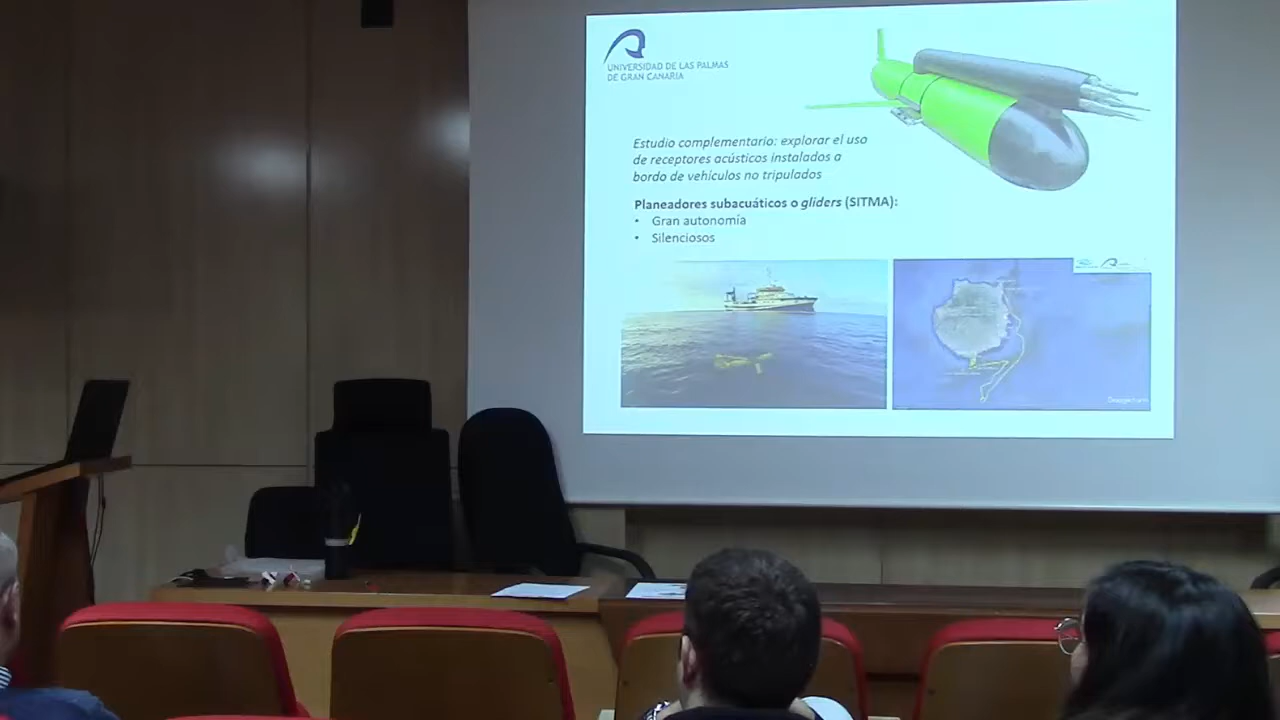 UNIVERSIDAD DE LAS PALMAS
DE GRAN CANARIA
Estudio complementario: explorar el uso
de receptores acústicos instalados a
bordo de vehículos no tripulados
Planeadores subacuáticos o gliders (SITMA):
• Gran autonomía
• Silenciosos